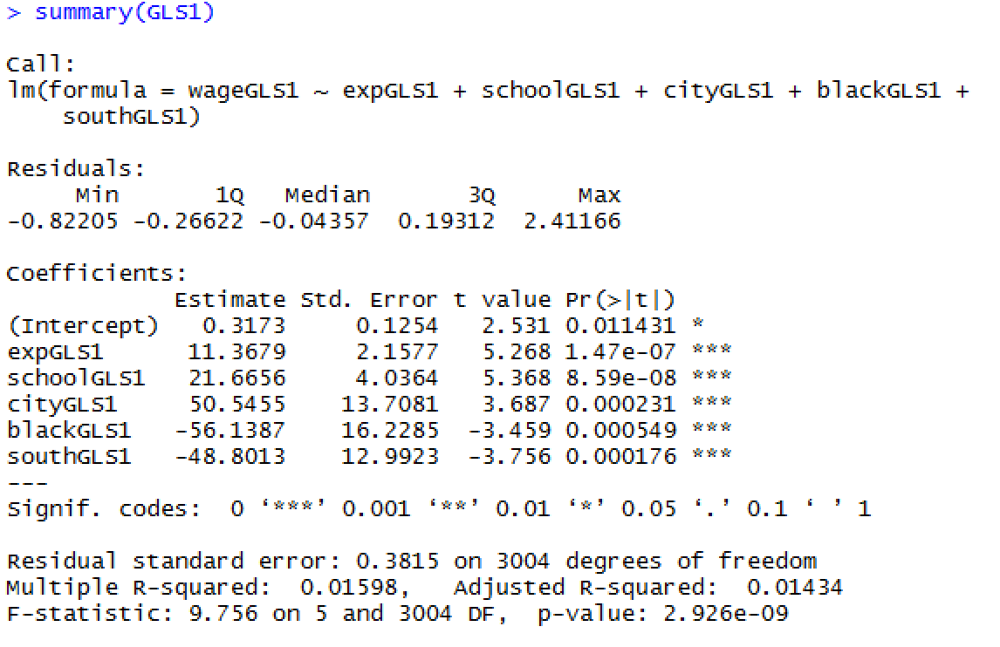 > summary(GLS1)
Call:
lm(formula = wageGLS1 ~ expGLS1 + schoolGLS1 + cityGLS1 + blackGLS1 +
    southGLS1)
Residuals:
     Min       1Q   Median       3Q      Max
-0.82205 -0.26622 -0.04357  0.19312  2.41166
Coefficients:
            Estimate Std. Error t value Pr(>|t|)
(Intercept)   0.3173     0.1254   2.531 0.011431 *
expGLS1      11.3679     2.1577   5.268 1.47e-07 ***
schoolGLS1   21.6656     4.0364   5.368 8.59e-08 ***
cityGLS1     50.5455    13.7081   3.687 0.000231 ***
blackGLS1   -56.1387    16.2285  -3.459 0.000549 ***
southGLS1   -48.8013    12.9923  -3.756 0.000176 ***
---
Signif. codes:  0 ‘***’ 0.001 ‘**’ 0.01 ‘*’ 0.05 ‘.’ 0.1 ‘ ’ 1
Residual standard error: 0.3815 on 3004 degrees of freedom
Multiple R-squared:  0.01598,   Adjusted R-squared:  0.01434
F-statistic: 9.756 on 5 and 3004 DF,  p-value: 2.926e-09